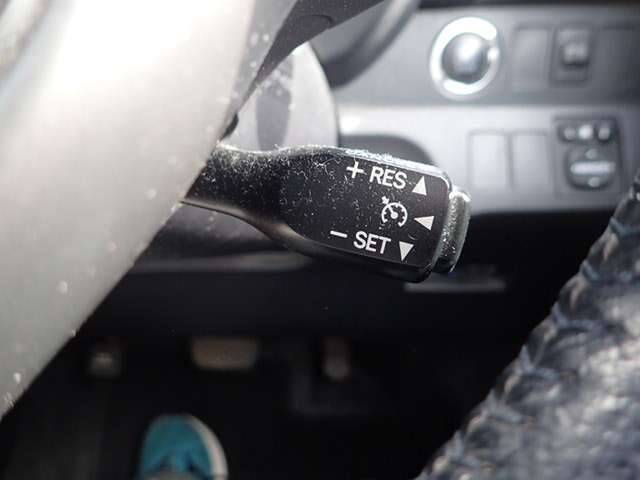 + RES ▲
◀
− SET ▼